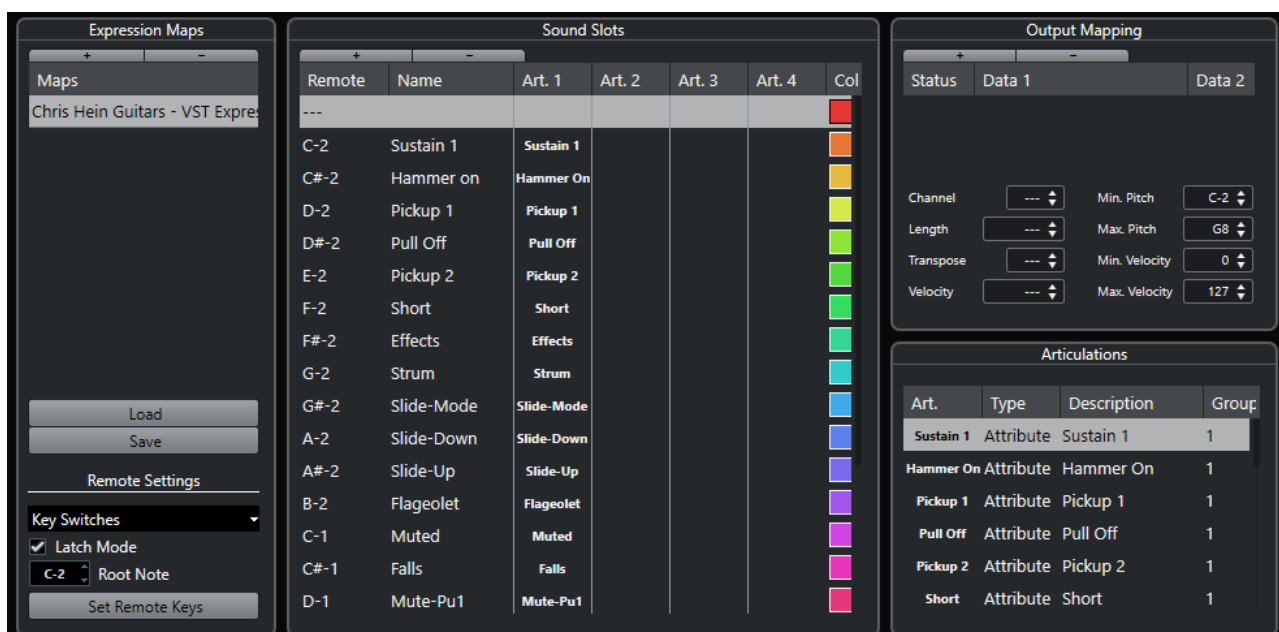 Expression Maps
+ -
Maps
Chris Hein Guitars - VST Expre
Load
Save
Remote Settings
Key Switches
Latch Mode
C-2 Root Note
Set Remote Keys
Sound Slots
+ -
Remote Name Art. 1 Art. 2 Art. 3 Art. 4 Col
---
C-2 Sustain 1 Sustain 1
C#-2 Hammer on Hammer On
D-2 Pickup 1 Pickup 1
D#-2 Pull Off Pull Off
E-2 Pickup 2 Pickup 2
F-2 Short Short
F#-2 Effects Effects
G-2 Strum Strum
G#-2 Slide-Mode Slide-Mode
A-2 Slide-Down Slide-Down
A#-2 Slide-Up Slide-Up
B-2 Flageolet Flageolet
C-1 Muted Muted
C#-1 Falls Falls
D-1 Mute-Pu1 Mute-Pu1
Output Mapping
+ -
Status Data 1 Data 2
Channel --- Min. Pitch C-2
Length --- Max. Pitch G8
Transpose --- Min. Velocity 0
Velocity --- Max. Velocity 127
Articulations
Art. Type Description Group
Sustain 1 Attribute Sustain 1 1
Hammer On Attribute Hammer On 1
Pickup 1 Attribute Pickup 1 1
Pull Off Attribute Pull Off 1
Pickup 2 Attribute Pickup 2 1
Short Attribute Short 1